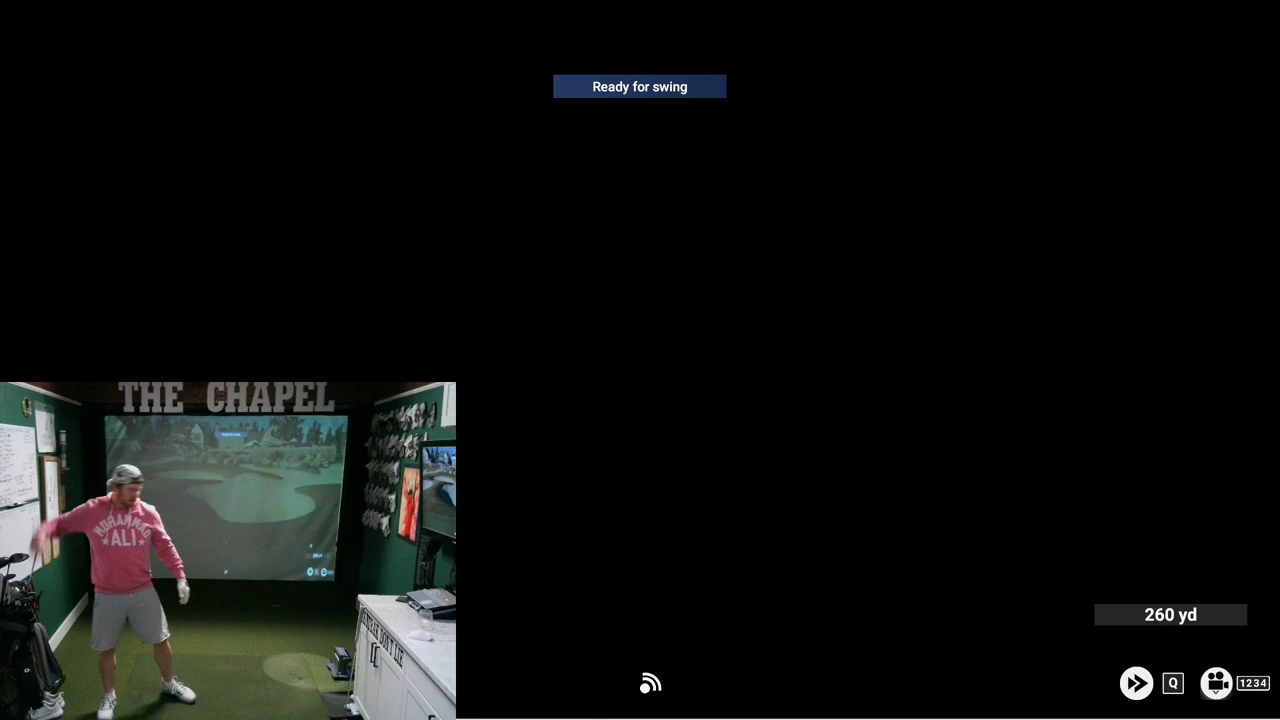 Ready for swing
THE CHAPEL
MUHAMMAD
ALI
260 yd
Q
1234